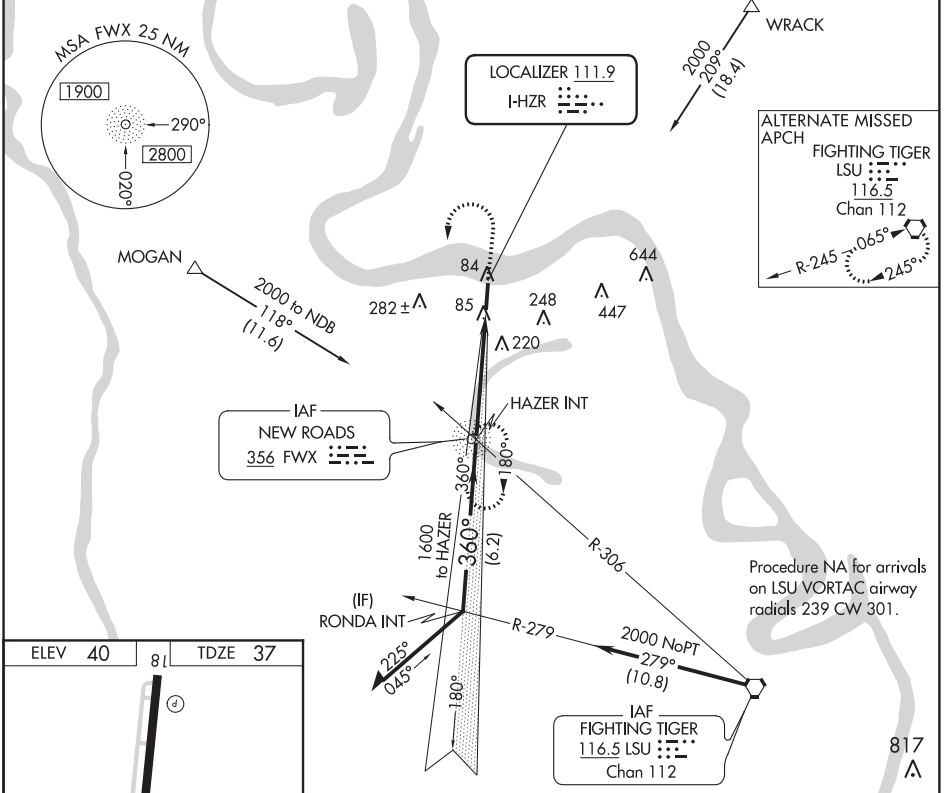 MSA FWX 25 NM
1900
290°
2800
020°
WRACK
2000
209°
(18.4)
LOCALIZER 111.9
I-HZR
ALTERNATE MISSED
APCH
FIGHTING TIGER
LSU
116.5
Chan 112
R-245
065°
245°
MOGAN
2000 to NDB
118°
(11.6)
84
644
282±
85
248
447
220
HAZER INT
IAF
NEW ROADS
356 FWX
360°
180°
1600
to HAZER
360°
(6.2)
R-306
Procedure NA for arrivals
on LSU VORTAC airway
radials 239 CW 301.
(IF)
RONDA INT
R-279
2000 NoPT
279°
(10.8)
225°
045°
180°
IAF
FIGHTING TIGER
116.5 LSU
Chan 112
817
ELEV 40
18
TDZE 37
P